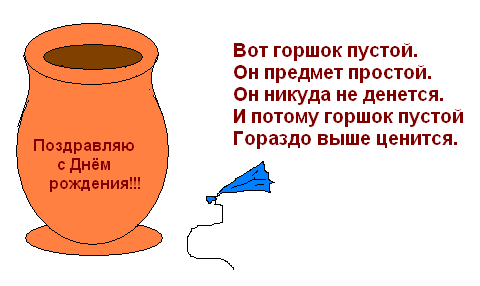 Вот горшок пустой.
Он предмет простой.
Он никуда не денется.
И потому горшок пустой
Гораздо выше ценится.
Поздравляю
с Днём
рождения!!!